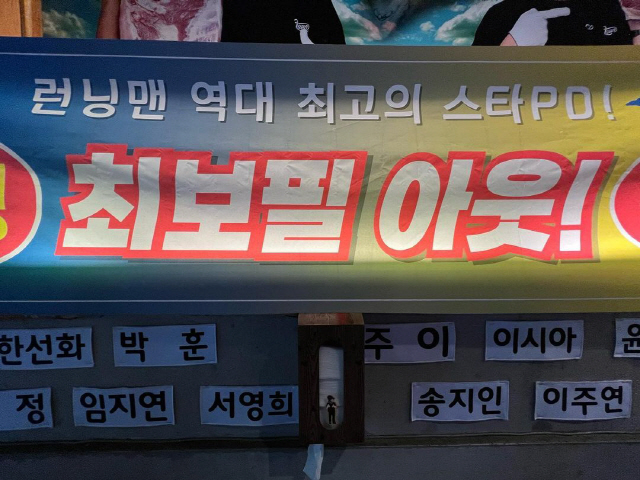 런닝맨 역대 최고의 스타PD!
최보필 아웃!
한선화 박 훈 주 이 이시아 윤
정 임지연 서영희 송지인 이주연